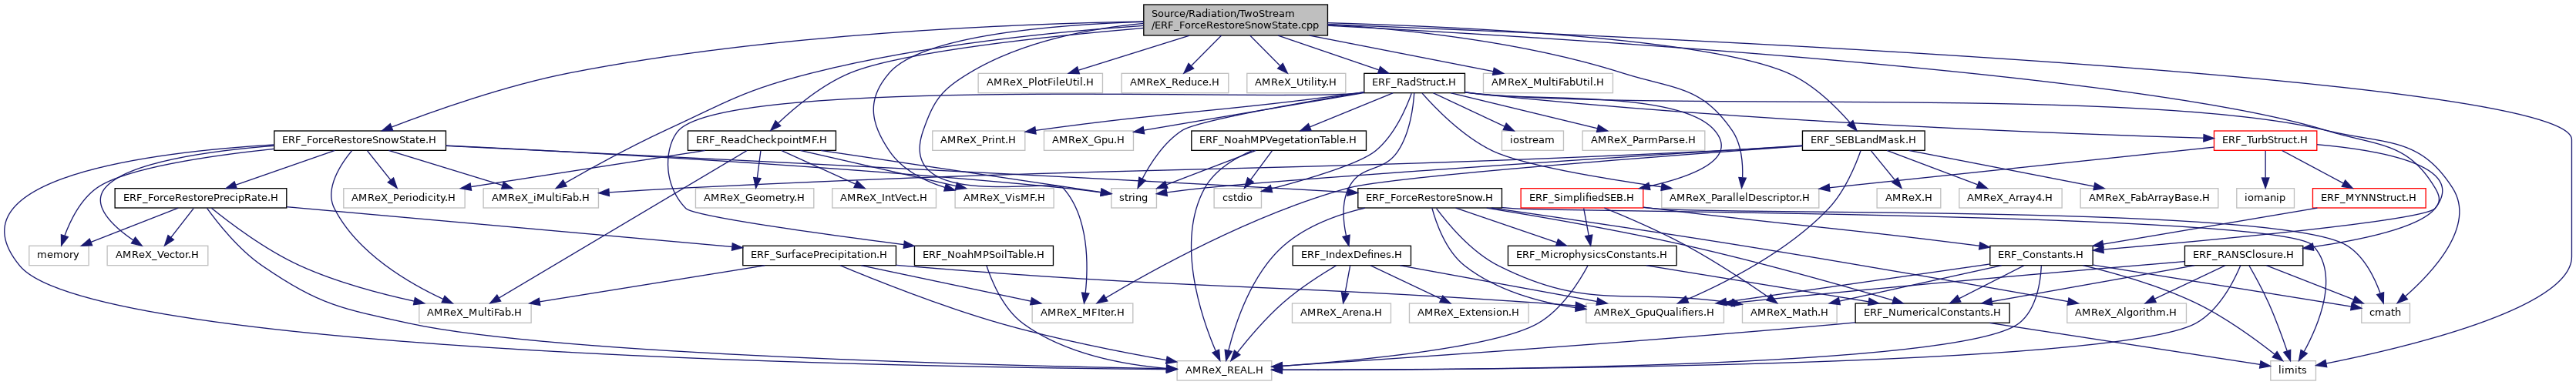 Source/Radiation/TwoStream
/ERF_ForceRestoreSnowState.cpp
AMReX_PlotFileUtil.H
AMReX_Reduce.H
AMReX_Utility.H
ERF_RadStruct.H
AMReX_MultiFabUtil.H
ERF_ForceRestoreSnowState.H
ERF_ReadCheckpointMF.H
AMReX_Print.H
AMReX_Gpu.H
ERF_NoahMPVegetationTable.H
iostream
AMReX_ParmParse.H
ERF_SEBLandMask.H
ERF_TurbStruct.H
ERF_ForceRestorePrecipRate.H
AMReX_Periodicity.H
AMReX_iMultiFab.H
AMReX_Geometry.H
AMReX_IntVect.H
AMReX_VisMF.H
string
cstdio
ERF_ForceRestoreSnow.H
ERF_SimplifiedSEB.H
AMReX_ParallelDescriptor.H
AMReX.H
AMReX_Array4.H
AMReX_FabArrayBase.H
iomanip
ERF_MYNNStruct.H
memory
AMReX_Vector.H
ERF_SurfacePrecipitation.H
ERF_NoahMPSoilTable.H
ERF_IndexDefines.H
ERF_MicrophysicsConstants.H
ERF_Constants.H
ERF_RANSClosure.H
AMReX_MultiFab.H
AMReX_MFIter.H
AMReX_Arena.H
AMReX_Extension.H
AMReX_GpuQualifiers.H
AMReX_Math.H
ERF_NumericalConstants.H
AMReX_Algorithm.H
cmath
AMReX_REAL.H
limits